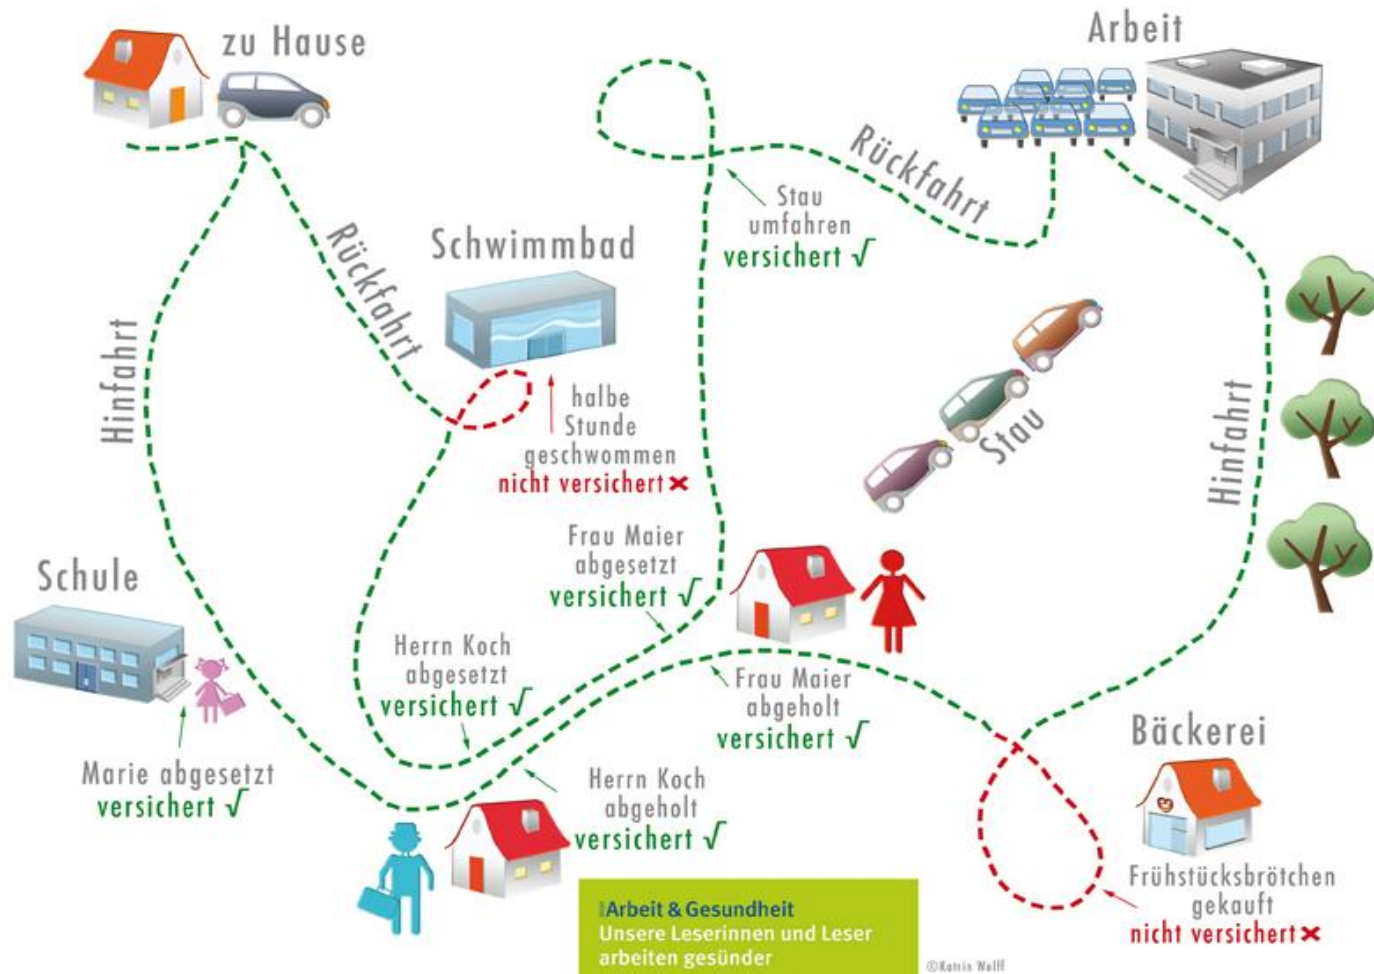 zu Hause
Arbeit
Rückfahrt
Stau
umfahren
versichert √
Schwimmbad
Rückfahrt
Hinfahrt
halbe
Stunde
geschwommen
nicht versichert ×
Stau
Hinfahrt
Frau Maier
abgesetzt
versichert √
Schule
Herrn Koch
abgesetzt
versichert √
Frau Maier
abgeholt
versichert √
Marie abgesetzt
versichert √
Herrn Koch
abgeholt
versichert √
Bäckerei
Frühstücksbrötchen
gekauft
nicht versichert ×
Arbeit & Gesundheit
Unsere Leserinnen und Leser
arbeiten gesünder
©Katrin Wolff